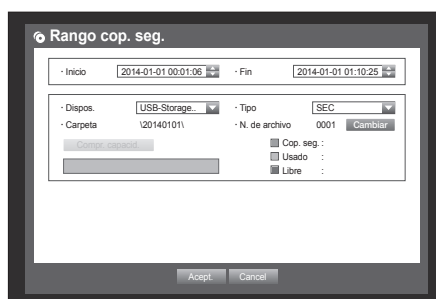 Rango cop. seg.
· Inicio 2014-01-01 00:01:06 · Fin 2014-01-01 01:10:25
· Dispos. USB-Storage.. · Tipo SEC
· Carpeta \20140101\ · N. de archivo 0001 Cambiar
Compr. capacid. Cop. seg. :
Usado :
Libre :
Acept. Cancel